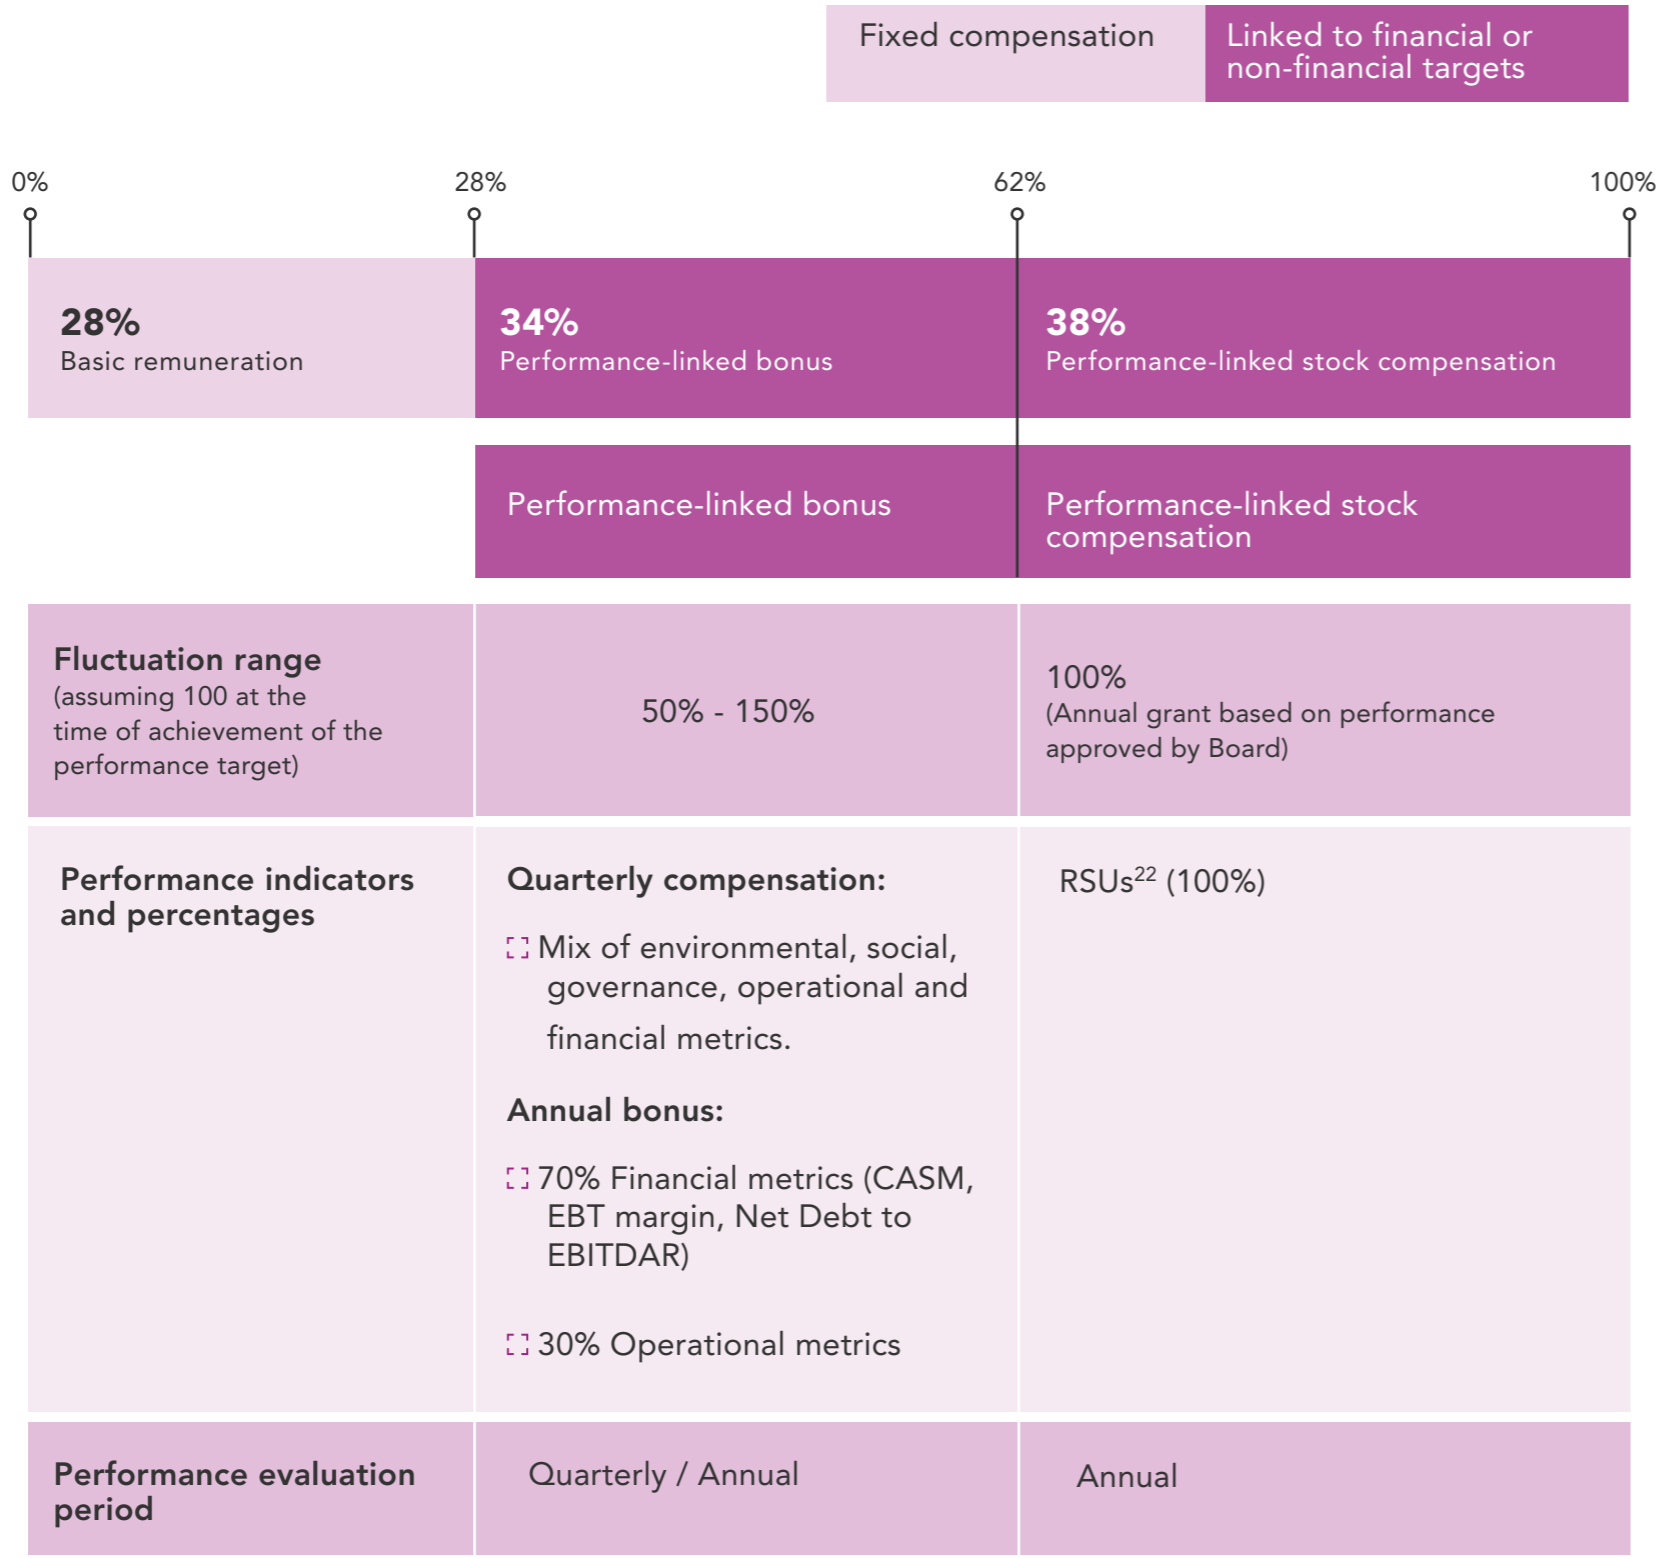 Fixed compensation
Linked to financial or
non-financial targets
0%
28%
62%
100%
28%
Basic remuneration
34%
Performance-linked bonus
38%
Performance-linked stock compensation
Performance-linked bonus
Performance-linked stock
compensation
Fluctuation range
(assuming 100 at the
time of achievement of the
performance target)
50% - 150%
100%
(Annual grant based on performance
approved by Board)
Performance indicators
and percentages
Quarterly compensation:
Mix of environmental, social,
governance, operational and
financial metrics.
Annual bonus:
70% Financial metrics (CASM,
EBT margin, Net Debt to
EBITDAR)
30% Operational metrics
RSUs²² (100%)
Performance evaluation
period
Quarterly / Annual
Annual